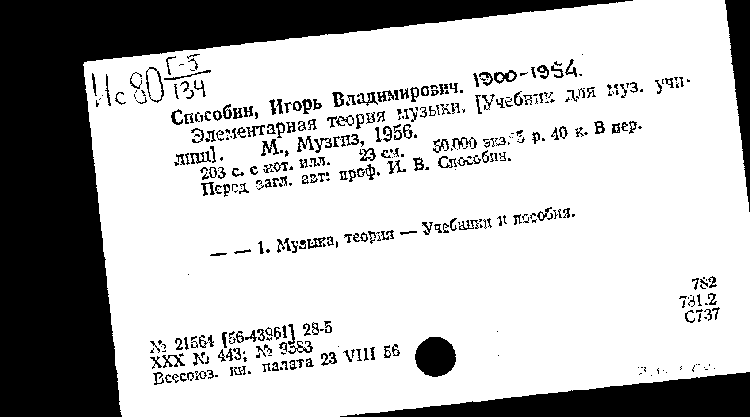 Ис 80 Г-5/134
Способин, Игорь Владимирович. 1900-1954.
Элементарная теория музыки. [Учебник для муз. учи-
лищ]. М., Музгиз, 1956.
203 с. с нот. илл. 23 см. 50.000 экз. 5 р. 40 к. В пер.
Перед загл. авт: проф. И. В. Способин.
— — 1. Музыка, теория — Учебники и пособия.
782
781.2
С737
№ 21564 [56-43961] 28-5
XXX № 443; № 9583
Всесоюз. кн. палата 23 VIII 56